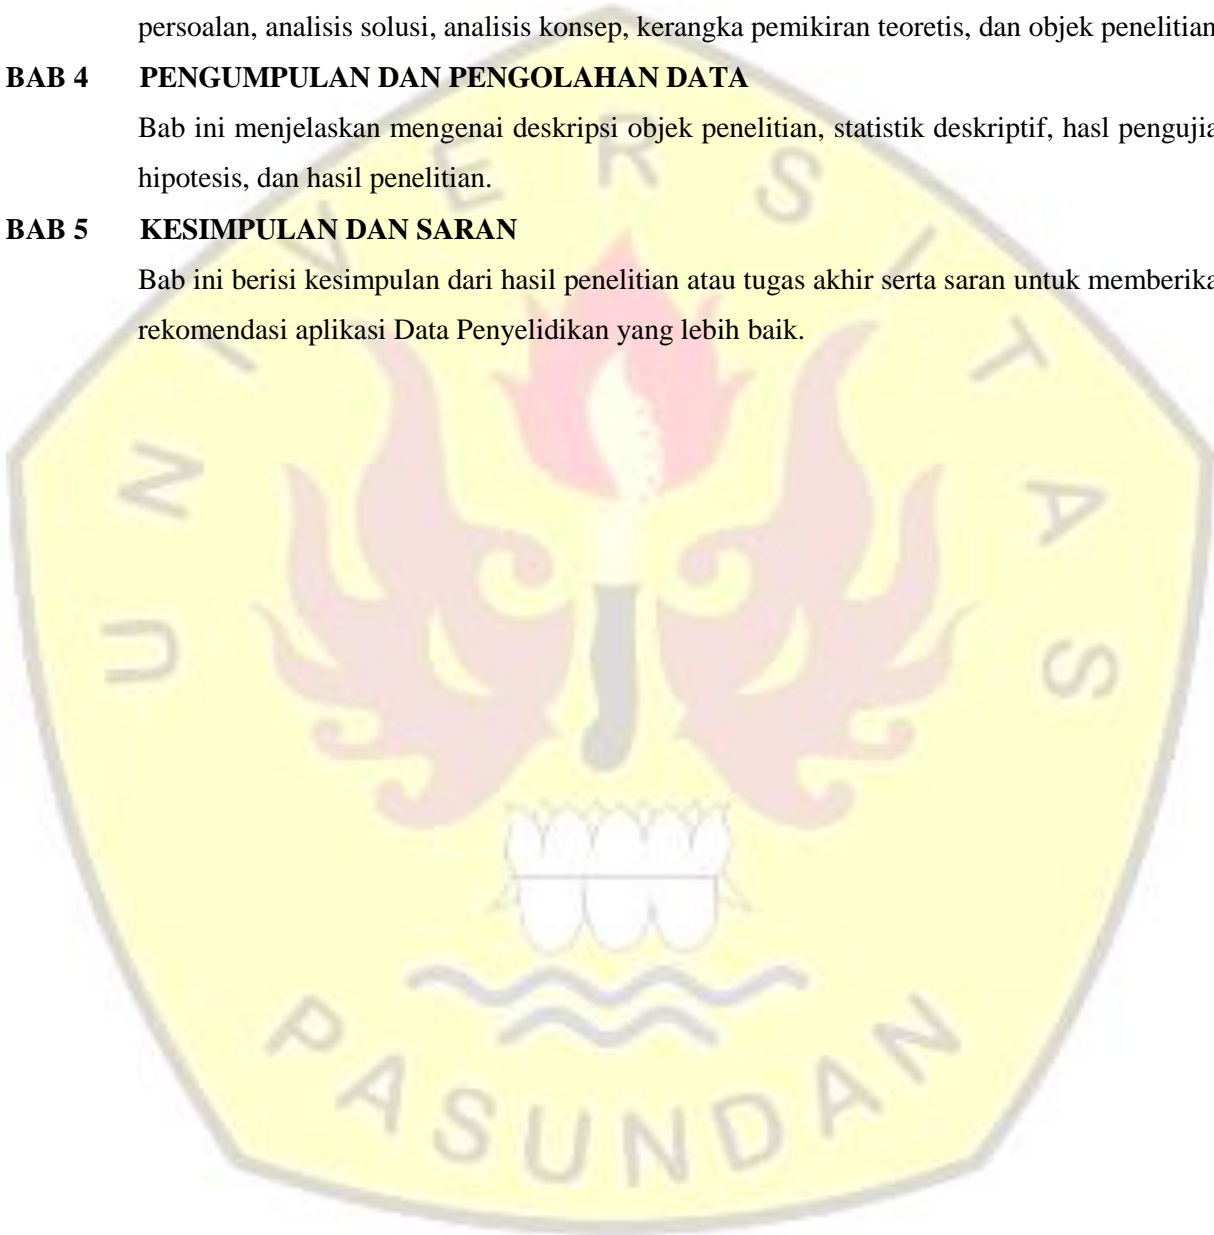 persoalan, analisis solusi, analisis konsep, kerangka pemikiran teoretis, dan objek penelitian
BAB 4 PENGUMPULAN DAN PENGOLAHAN DATA
Bab ini menjelaskan mengenai deskripsi objek penelitian, statistik deskriptif, hasl pengujia
hipotesis, dan hasil penelitian.
BAB 5 KESIMPULAN DAN SARAN
Bab ini berisi kesimpulan dari hasil penelitian atau tugas akhir serta saran untuk memberika
rekomendasi aplikasi Data Penyelidikan yang lebih baik.
UNIVERSITAS
PASUNDAN